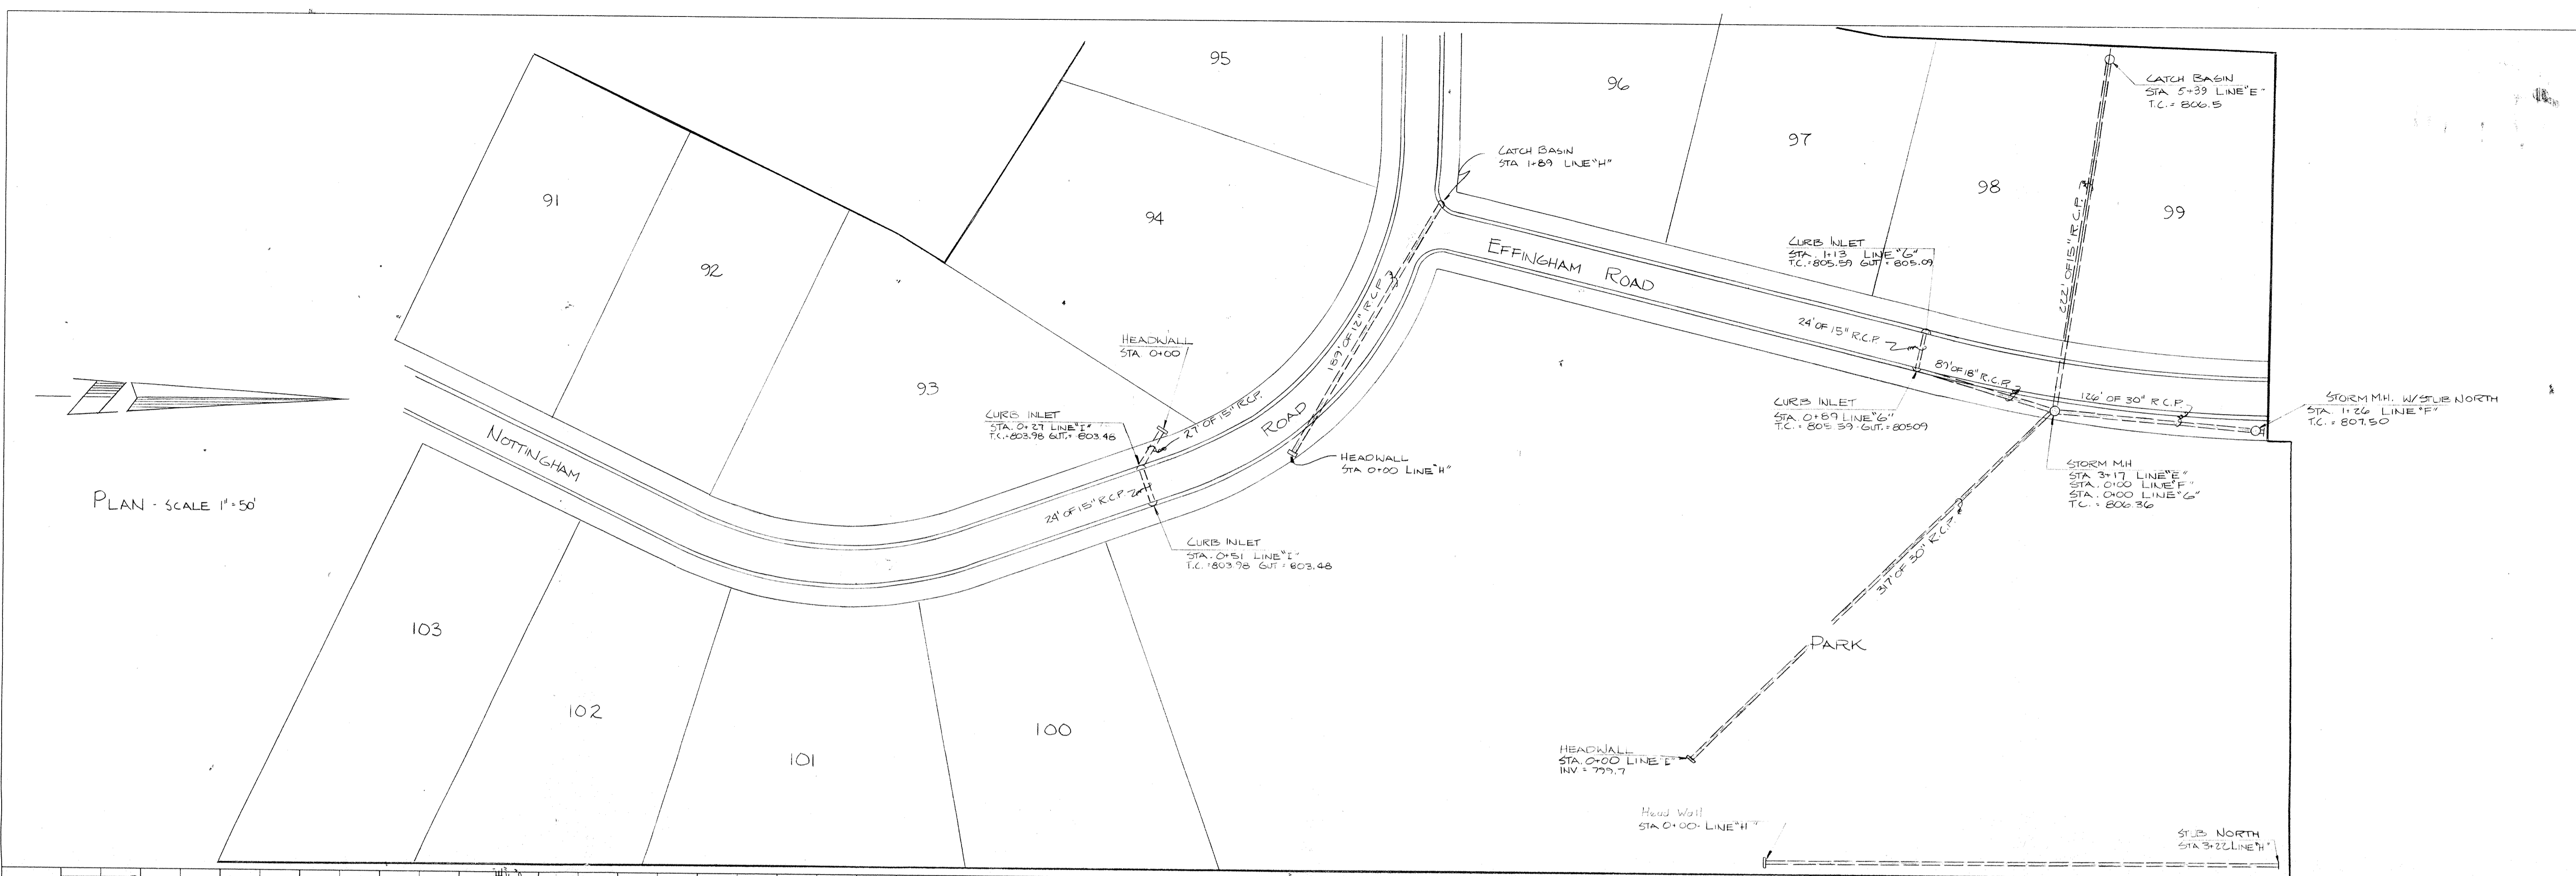 95
96
CATCH BASIN
STA 5+39 LINE "E"
T.C. = 806.5
97
CATCH BASIN
STA 1+89 LINE "H"
98
91
94
99
222' OF 15" R.C.P.
CURB INLET
STA. 1+13 LINE "G"
T.C. = 805.59 GUT = 805.09
EFFINGHAM ROAD
92
189' OF 12" R.C.P.
24' OF 15" R.C.P.
HEADWALL
STA 0+00
89' OF 18" R.C.P.
93
126' OF 30" R.C.P.
STORM M.H. W/STUB NORTH
STA. 1+26 LINE "F"
T.C. = 807.50
CURB INLET
STA. 0+89 LINE "G"
T.C. = 805.59 GUT. = 805.09
CURB INLET
STA. 0+27 LINE "I"
T.C. = 803.98 GUT. = 803.48
27' OF 15" R.C.P.
ROAD
NOTTINGHAM
HEADWALL
STA 0+00 LINE "H"
STORM M.H
STA 3+17 LINE "E"
STA. 0+00 LINE "F"
STA. 0+00 LINE "G"
T.C. = 806.36
PLAN - SCALE 1" = 50'
24' OF 15" R.C.P.
CURB INLET
STA. 0+51 LINE "I"
T.C. = 803.98 GUT = 803.48
317' OF 30" R.C.P.
103
PARK
102
100
101
HEADWALL
STA. 0+00 LINE
INV = 799.7
Head Wall
STA 0+00 LINE "H"
STUB NORTH
STA 3+22 LINE "H"